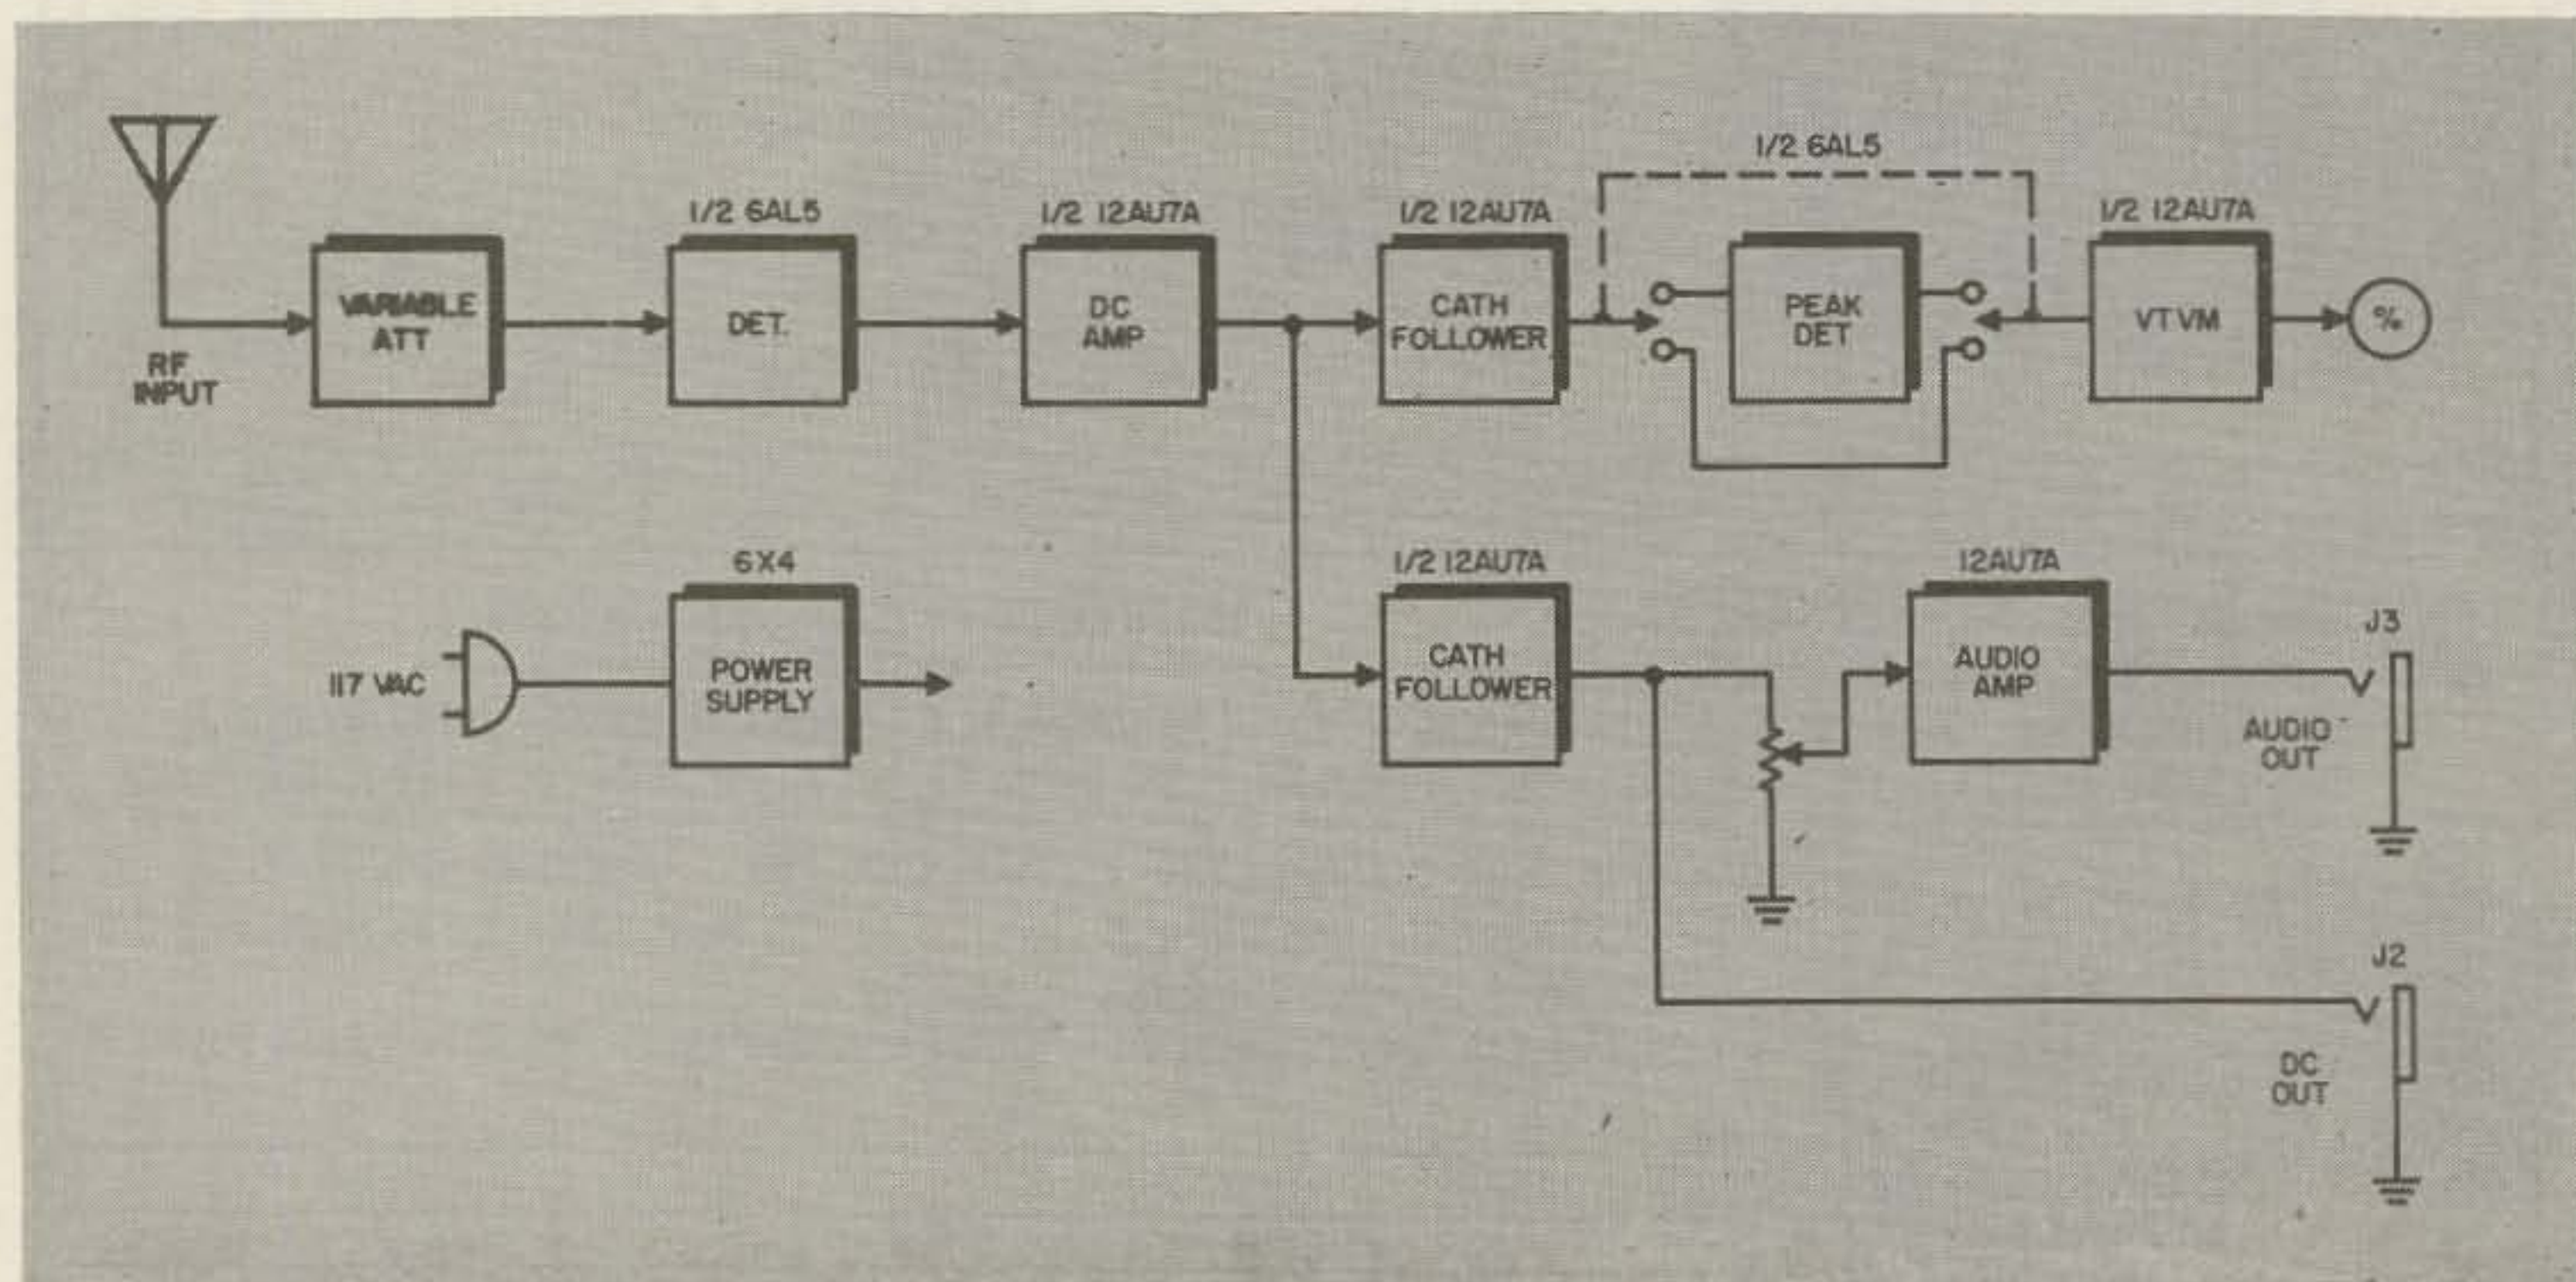 1/2 6AL5
1/2 6AL5
1/2 12AU7A
1/2 12AU7A
1/2 12AU7A
VARIABLE
ATT
DET.
DC
AMP
CATH
FOLLOWER
PEAK
DET
VTVM
%
RF
INPUT
6X4
1/2 12AU7A
12AU7A
J3
117 VAC
POWER
SUPPLY
CATH
FOLLOWER
AUDIO
AMP
AUDIO
OUT
J2
DC
OUT